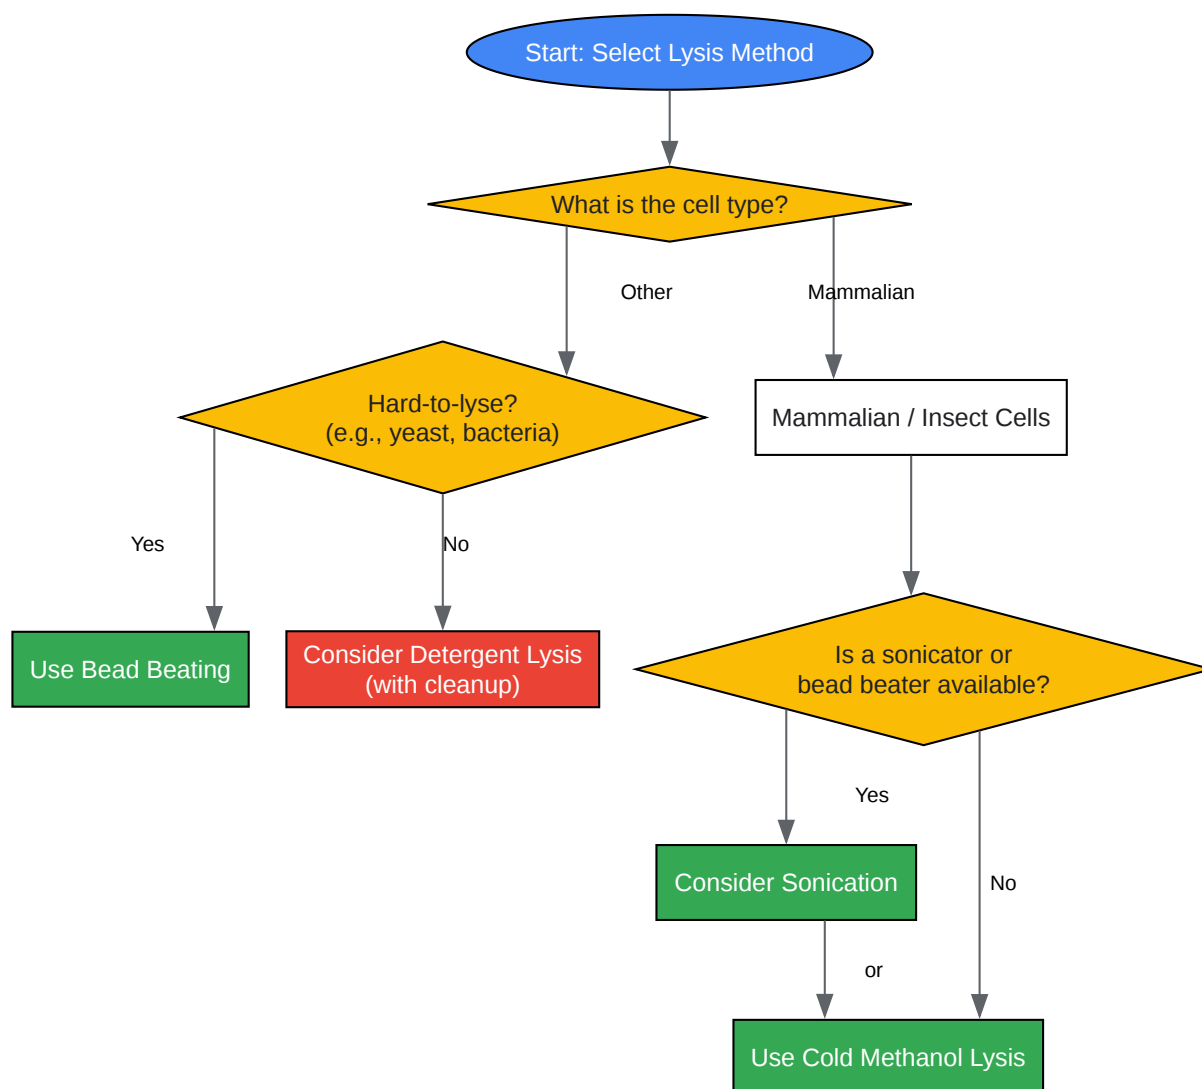 Start: Select Lysis Method
What is the cell type?
Other
Mammalian
Hard-to-lyse?
(e.g., yeast, bacteria)
Mammalian / Insect Cells
Yes
No
Use Bead Beating
Consider Detergent Lysis
(with cleanup)
Is a sonicator or
bead beater available?
Yes
Consider Sonication
No
or
Use Cold Methanol Lysis